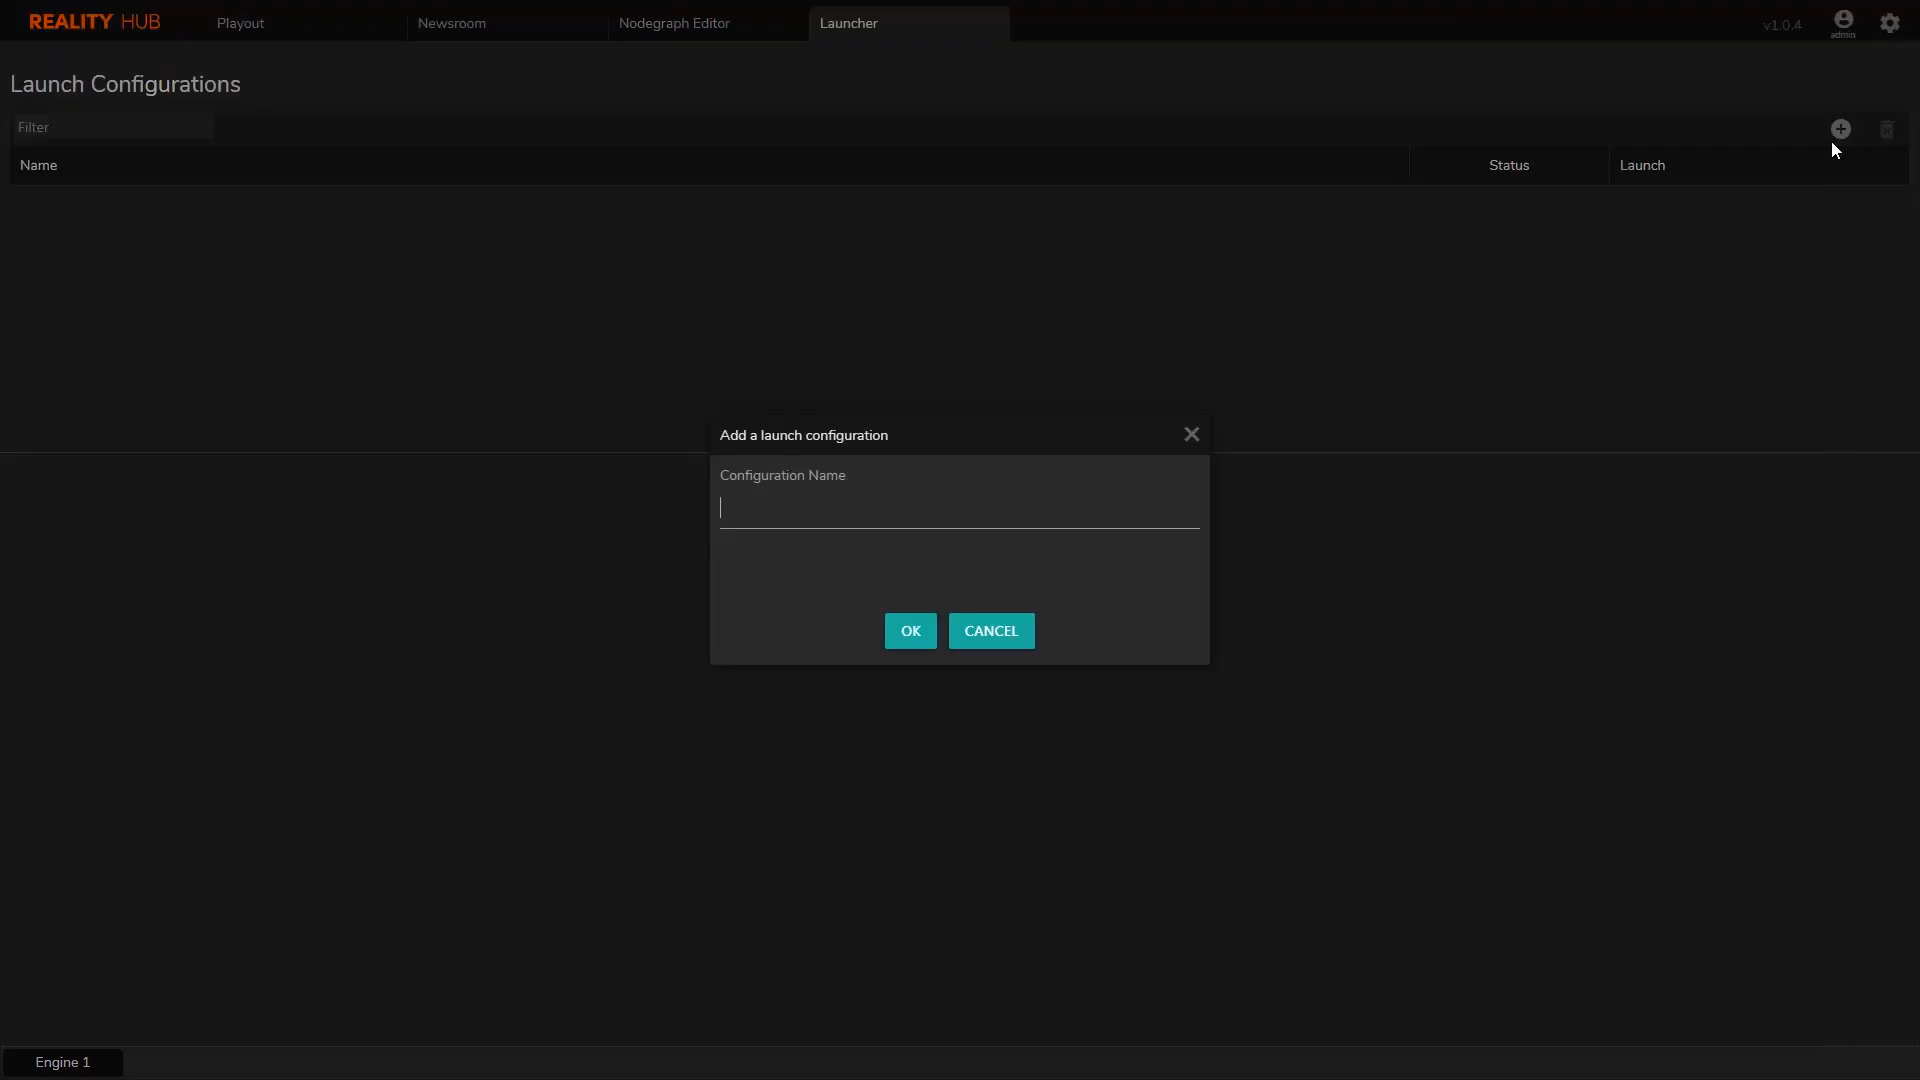 REALITY HUB
Playout
Newsroom
Nodegraph Editor
Launcher
v1.0.4
admin
Launch Configurations
Filter
Name
Status
Launch
Add a launch configuration
Configuration Name
OK
CANCEL
Engine 1